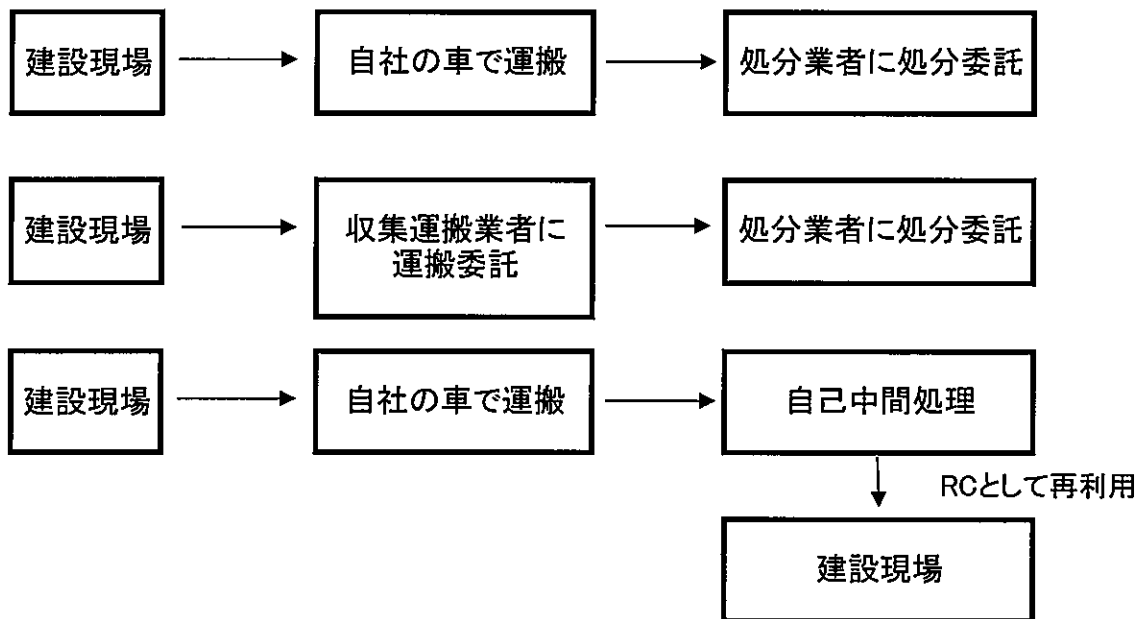 建設現場
自社の車で運搬
処分業者に処分委託
建設現場
収集運搬業者に
運搬委託
処分業者に処分委託
建設現場
自社の車で運搬
自己中間処理
RCとして再利用
建設現場